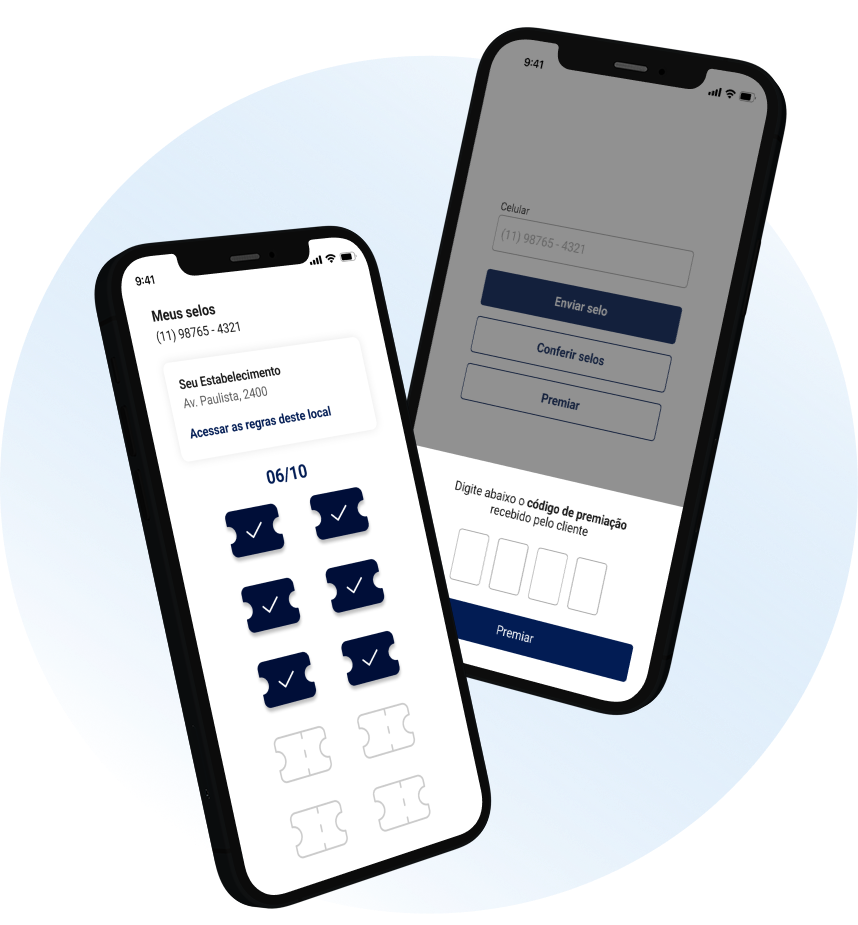 9:41
Meus selos
(11) 98765 - 4321
Seu Estabelecimento
Av. Paulista, 2400
Acessar as regras deste local
06/10
9:41
Celular
(11) 98765 - 4321
Enviar selo
Conferir selos
Premiar
Digite abaixo o código de premiação
recebido pelo cliente
Premiar